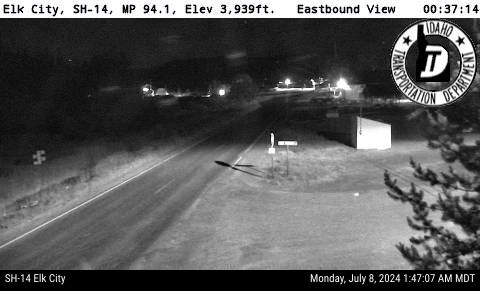 Elk City, SH-14, MP 94.1, Elev 3,939ft. Eastbound View 00:37:14
IDAHO
TRANSPORTATION DEPARTMENT
SH-14 Elk City Monday, July 8, 2024 1:47:07 AM MDT